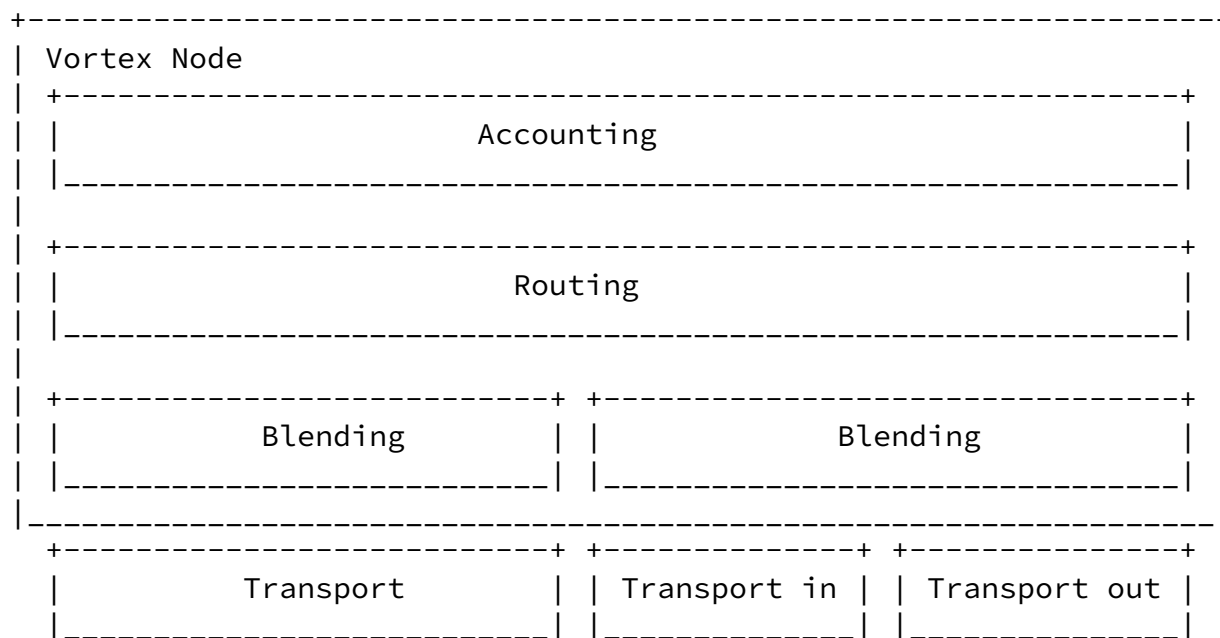 Vortex Node
Accounting
Routing
Blending Blending
Transport Transport in Transport out